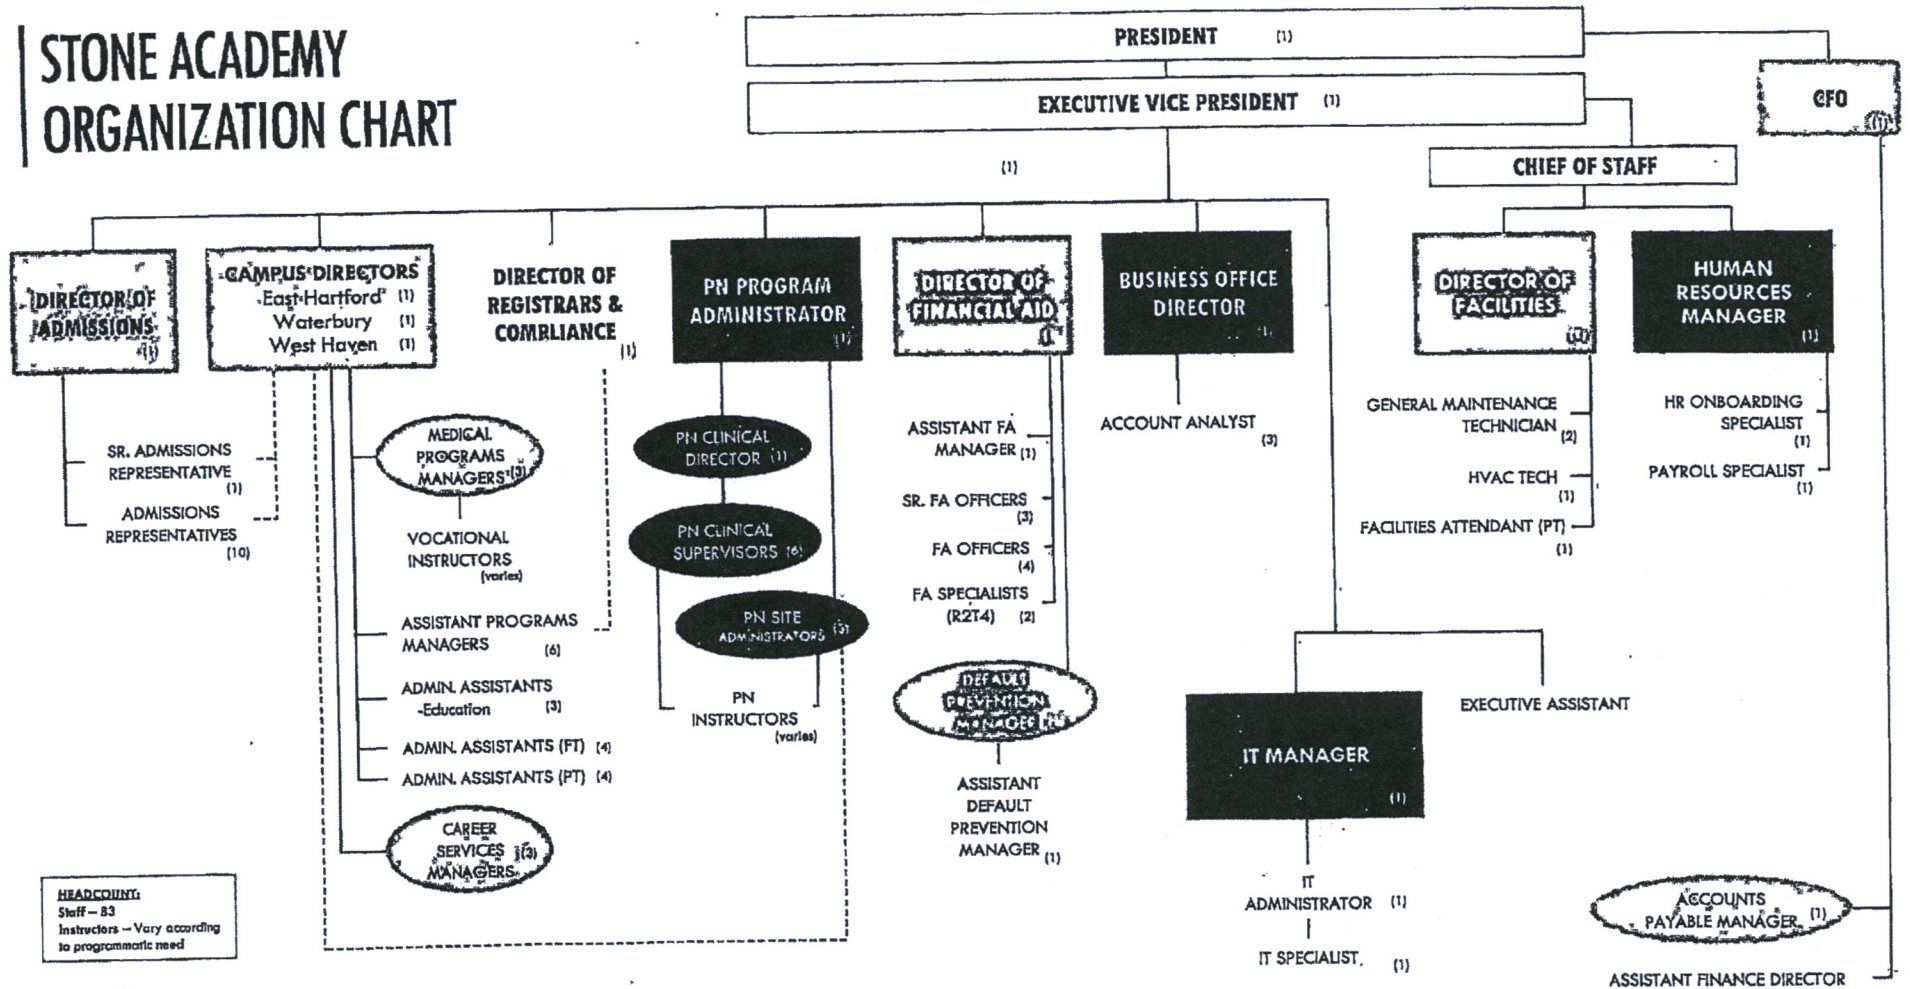 STONE ACADEMY
ORGANIZATION CHART
PRESIDENT (1)
EXECUTIVE VICE PRESIDENT (1)
CFO
(1)
CHIEF OF STAFF
(1)
DIRECTOR OF
ADMISSIONS
(1)
SR. ADMISSIONS
REPRESENTATIVE
(1)
ADMISSIONS
REPRESENTATIVES
(10)
CAMPUS DIRECTORS
East Hartford (1)
Waterbury (1)
West Haven (1)
MEDICAL
PROGRAMS
MANAGERS (3)
VOCATIONAL
INSTRUCTORS
(varies)
ASSISTANT PROGRAMS
MANAGERS
(6)
ADMIN. ASSISTANTS
-Education (3)
ADMIN. ASSISTANTS (FT) (4)
ADMIN. ASSISTANTS (PT) (4)
CAREER
SERVICES (3)
MANAGERS
DIRECTOR OF
REGISTRARS &
COMPLIANCE
(1)
PN PROGRAM
ADMINISTRATOR
(1)
PN CLINICAL
DIRECTOR (1)
PN CLINICAL
SUPERVISORS (6)
PN SITE
ADMINISTRATORS
PN
INSTRUCTORS
(varies)
DIRECTOR OF
FINANCIAL AID
ASSISTANT FA
MANAGER (1)
SR. FA OFFICERS
(3)
FA OFFICERS
(4)
FA SPECIALISTS
(R2T4) (2)
DEFAULT
PREVENTION
MANAGER
ASSISTANT
DEFAULT
PREVENTION
MANAGER (1)
BUSINESS OFFICE
DIRECTOR
(1)
ACCOUNT ANALYST
(3)
IT MANAGER
(1)
IT
ADMINISTRATOR (1)
IT SPECIALIST (1)
EXECUTIVE ASSISTANT
DIRECTOR OF
FACILITIES
(1)
GENERAL MAINTENANCE
TECHNICIAN
(2)
HVAC TECH
(1)
FACILITIES ATTENDANT (PT)
(1)
HUMAN
RESOURCES
MANAGER
(1)
HR ONBOARDING
SPECIALIST
(1)
PAYROLL SPECIALIST
(1)
ACCOUNTS
PAYABLE MANAGER (1)
ASSISTANT FINANCE DIRECTOR
HEADCOUNT:
Staff – 83
Instructors – Vary according
to programmatic need